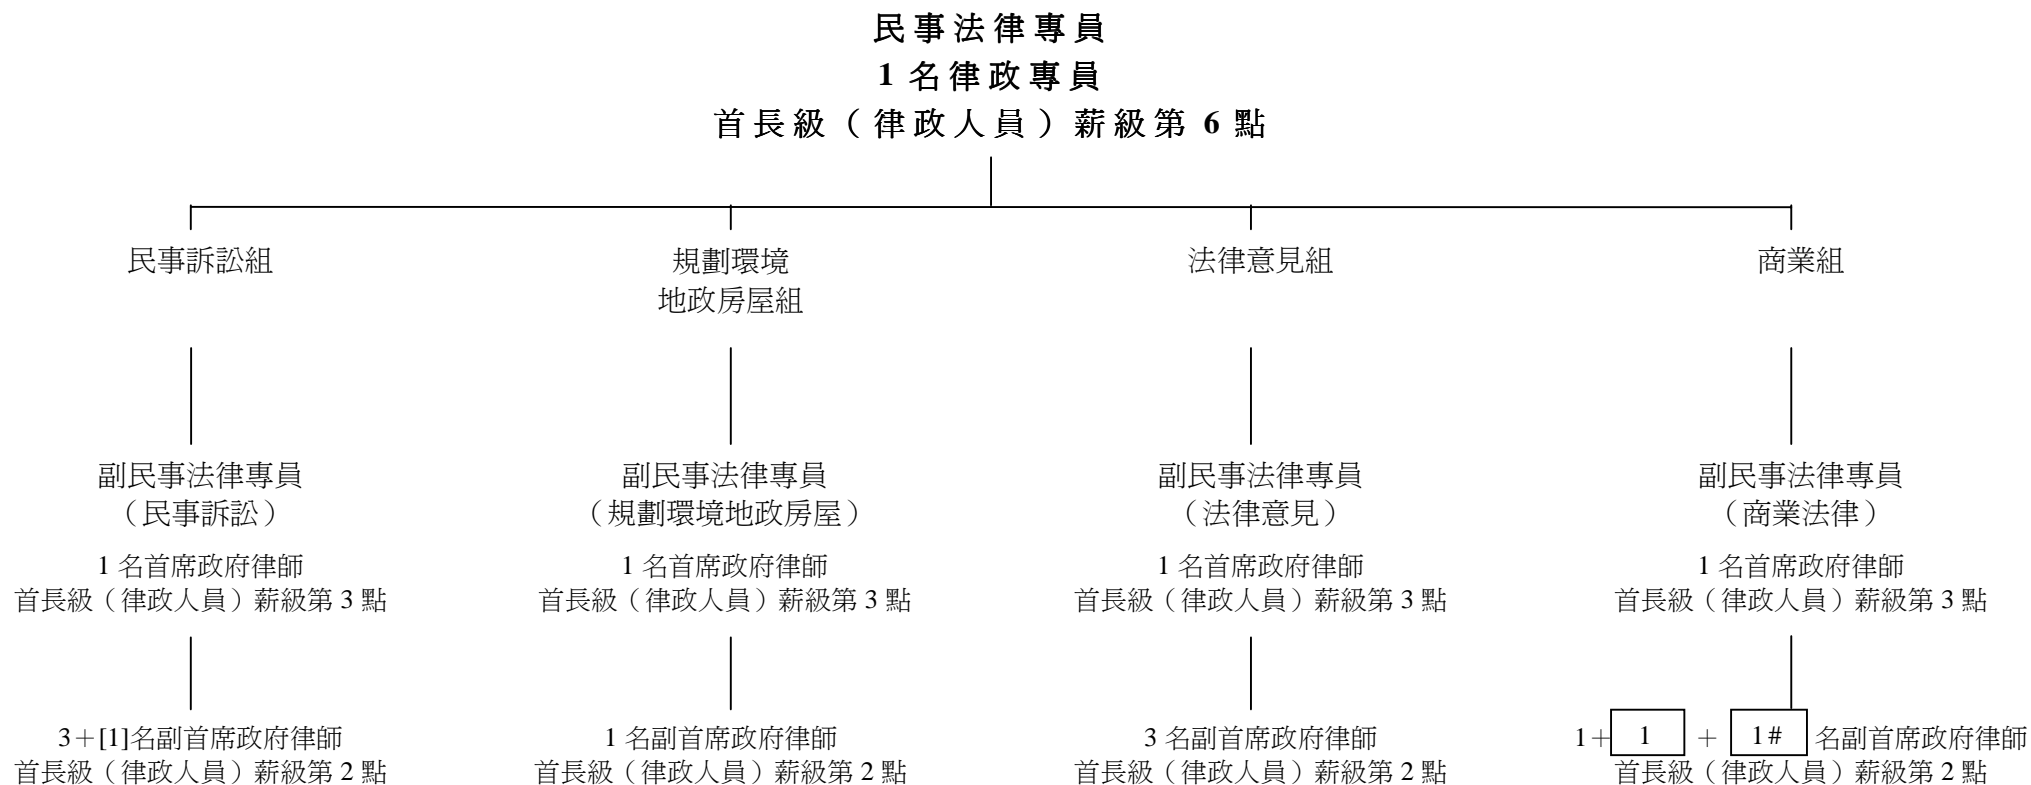 民事法律專員
1 名律政專員
首長級（律政人員）薪級第 6 點
民事訴訟組
規劃環境
地政房屋組
法律意見組
商業組
副民事法律專員
（民事訴訟）
1 名首席政府律師
首長級（律政人員）薪級第 3 點
副民事法律專員
（規劃環境地政房屋）
1 名首席政府律師
首長級（律政人員）薪級第 3 點
副民事法律專員
（法律意見）
1 名首席政府律師
首長級（律政人員）薪級第 3 點
副民事法律專員
（商業法律）
1 名首席政府律師
首長級（律政人員）薪級第 3 點
3＋[1]名副首席政府律師
首長級（律政人員）薪級第 2 點
1 名副首席政府律師
首長級（律政人員）薪級第 2 點
3 名副首席政府律師
首長級（律政人員）薪級第 2 點
1＋ 1 ＋ 1# 名副首席政府律師
首長級（律政人員）薪級第 2 點